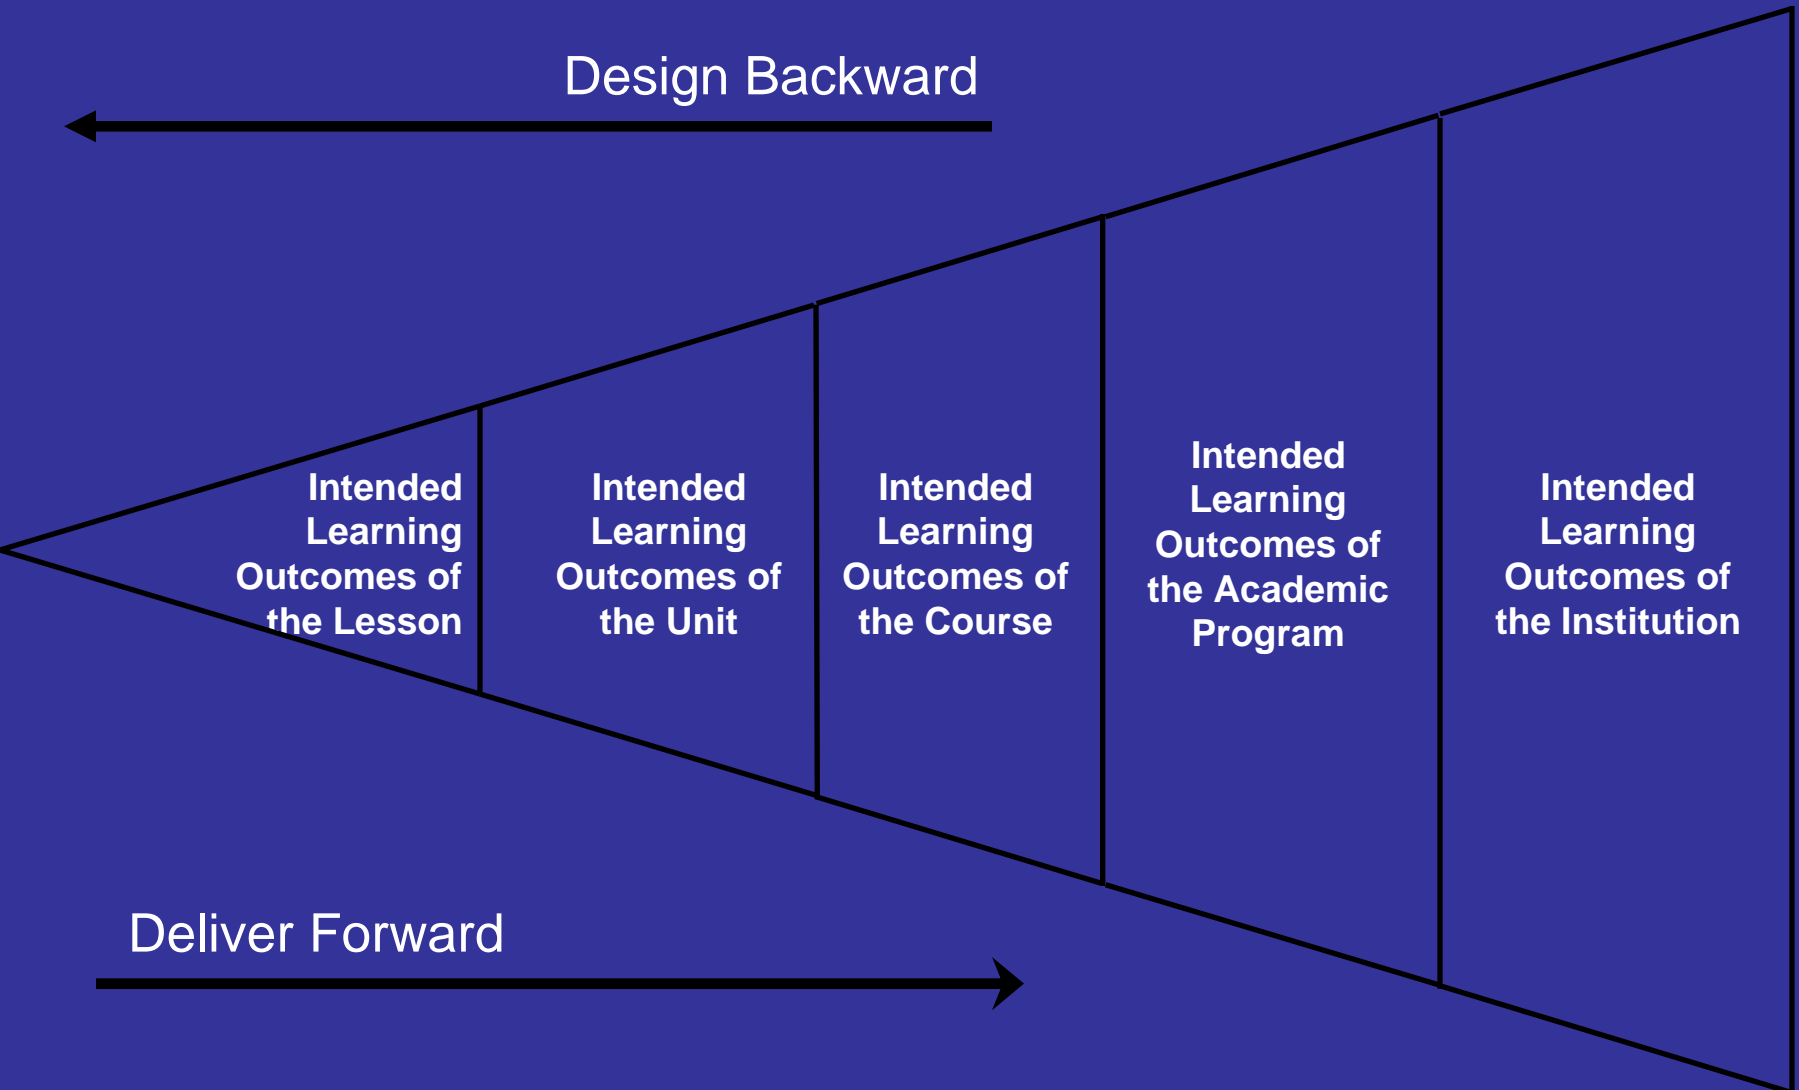 Design Backward
Intended
Learning
Outcomes of
the Lesson
Intended
Learning
Outcomes of
the Unit
Intended
Learning
Outcomes of
the Course
Intended
Learning
Outcomes of
the Academic
Program
Intended
Learning
Outcomes of
the Institution
Deliver Forward